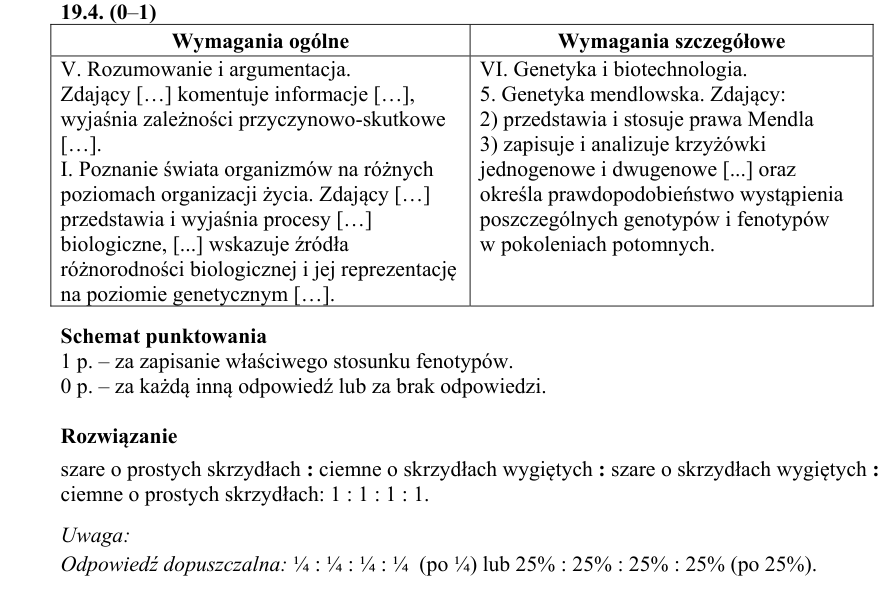 19.4. (0–1)
Wymagania ogólne
Wymagania szczegółowe
V. Rozumowanie i argumentacja.
Zdający […] komentuje informacje […],
wyjaśnia zależności przyczynowo-skutkowe
[…].
I. Poznanie świata organizmów na różnych
poziomach organizacji życia. Zdający […]
przedstawia i wyjaśnia procesy […]
biologiczne, [...] wskazuje źródła
różnorodności biologicznej i jej reprezentację
na poziomie genetycznym […].
VI. Genetyka i biotechnologia.
5. Genetyka mendlowska. Zdający:
2) przedstawia i stosuje prawa Mendla
3) zapisuje i analizuje krzyżówki
jednogenowe i dwugenowe [...] oraz
określa prawdopodobieństwo wystąpienia
poszczególnych genotypów i fenotypów
w pokoleniach potomnych.
Schemat punktowania
1 p. – za zapisanie właściwego stosunku fenotypów.
0 p. – za każdą inną odpowiedź lub za brak odpowiedzi.
Rozwiązanie
szare o prostych skrzydłach : ciemne o skrzydłach wygiętych : szare o skrzydłach wygiętych :
ciemne o prostych skrzydłach: 1 : 1 : 1 : 1.
Uwaga:
Odpowiedź dopuszczalna: ¼ : ¼ : ¼ : ¼ (po ¼) lub 25% : 25% : 25% : 25% (po 25%).